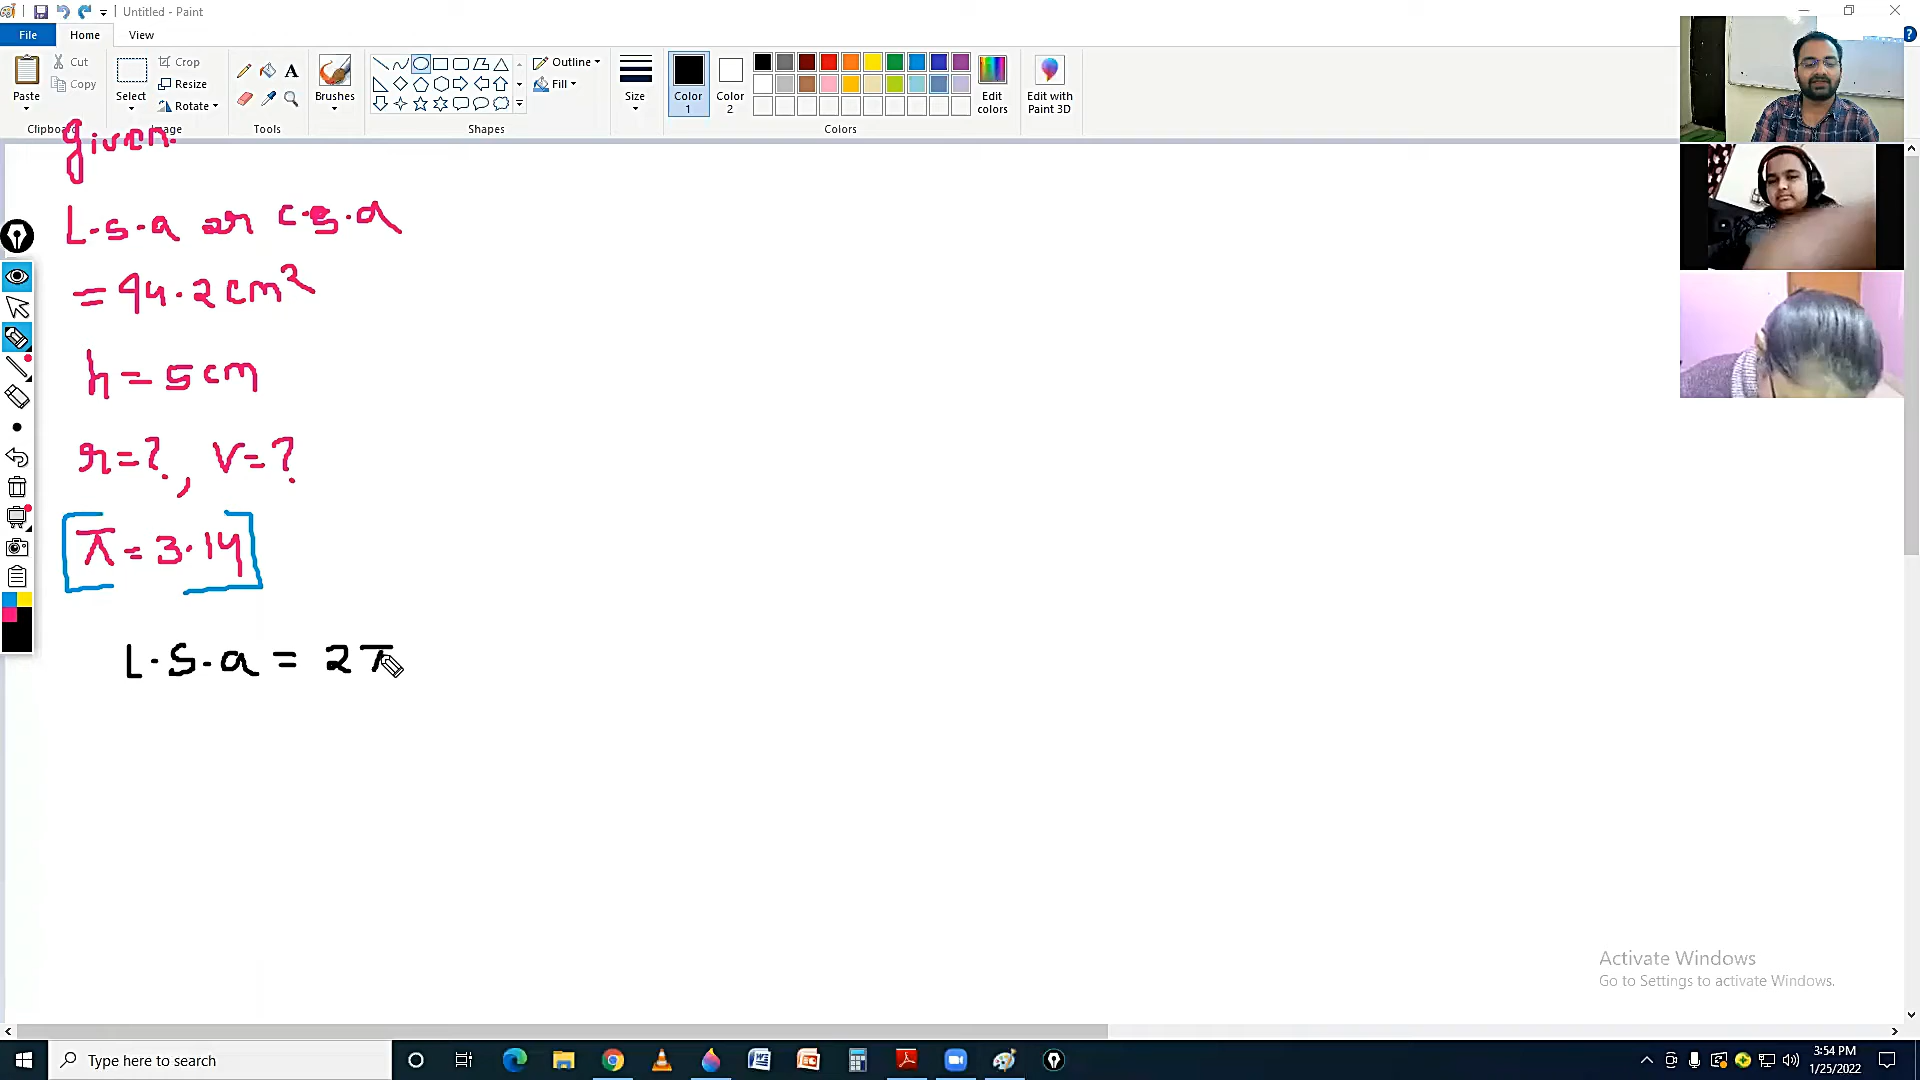 Untitled - Paint
File Home View
Paste
Cut
Copy
Clipboard
Select
Crop
Resize
Rotate
Image
Tools
Brushes
Shapes
Outline
Fill
Size
Color 1
Color 2
Edit colors
Edit with Paint 3D
Colors
given
L.s.a or c.s.a
= 94.2 cm²
h = 5 cm
r = ?, v = ?
π = 3.14
L.S.a = 2π
Activate Windows
Go to Settings to activate Windows.
Type here to search
3:54 PM
1/25/2022